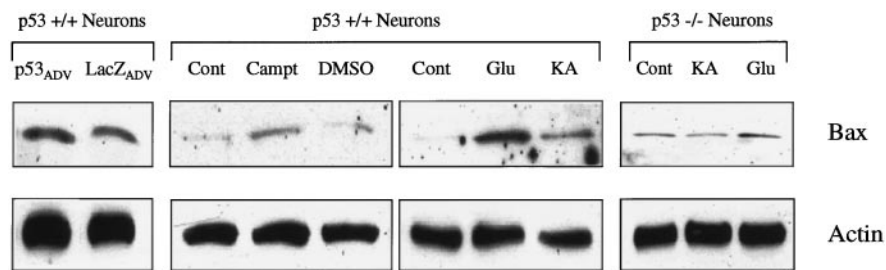 p53 +/+ Neurons p53 +/+ Neurons p53 -/- Neurons
p53ADV LacZADV Cont Campt DMSO Cont Glu KA Cont KA Glu
Bax
Actin